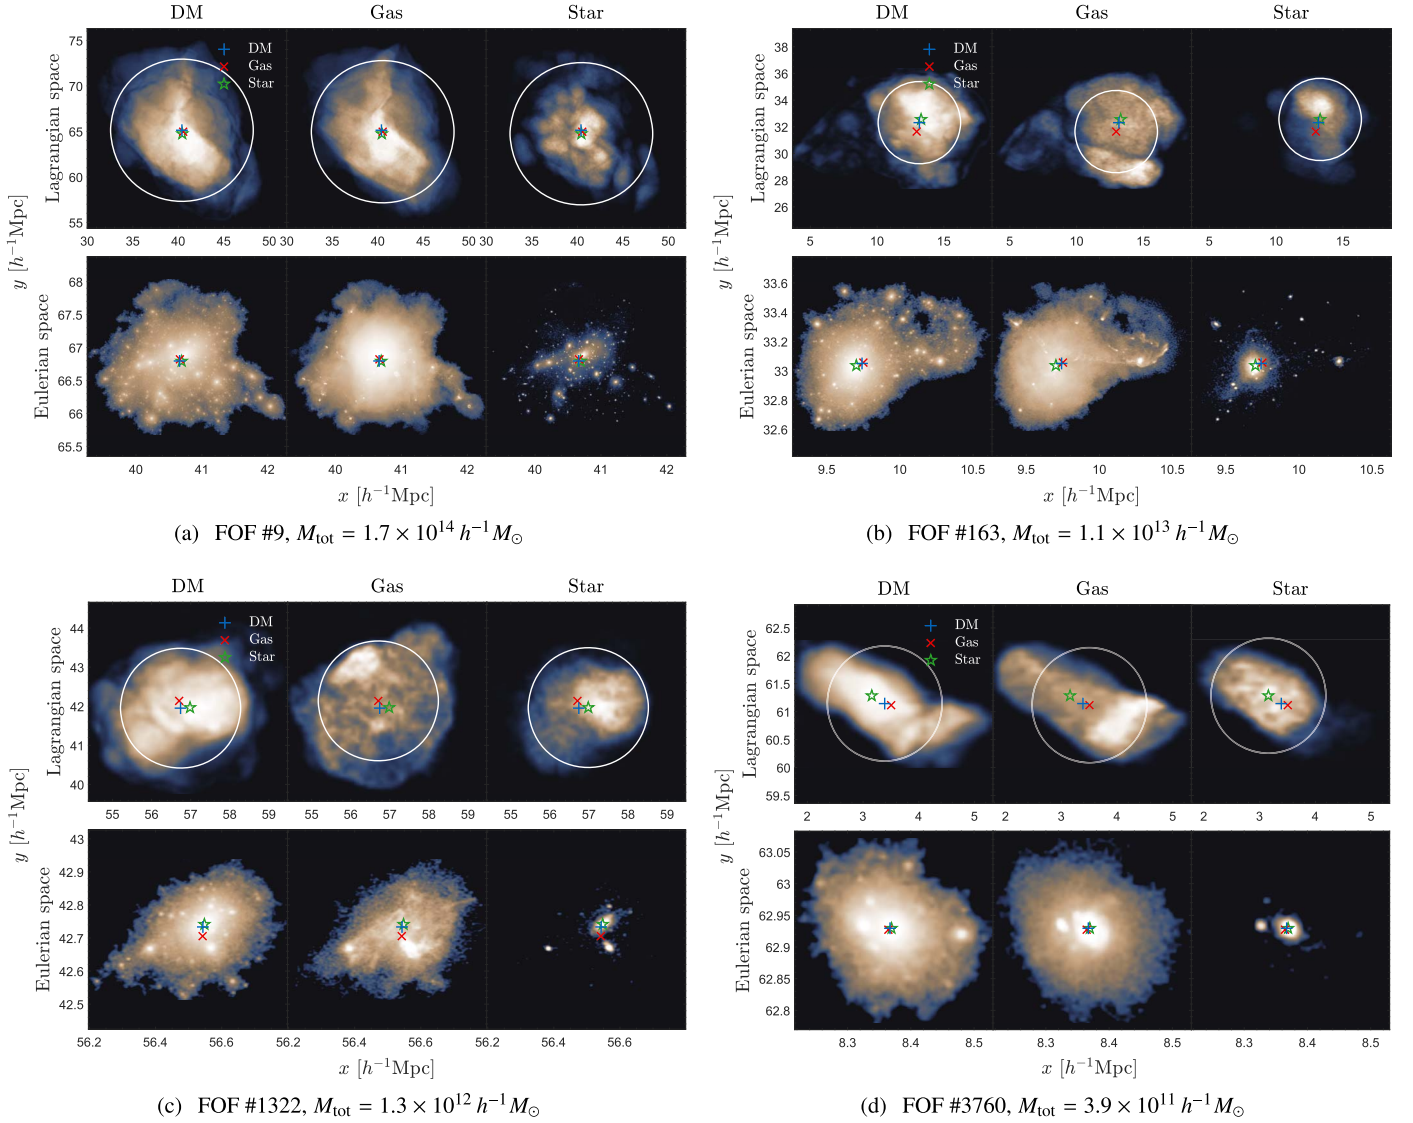 DM Gas Star
Lagrangian space
75
70
65
60
55
DM
Gas
Star
30 35 40 45 50 30 35 40 45 50 30 35 40 45 50
Eulerian space
68
67.5
67
66.5
66
65.5
40 41 42 40 41 42 40 41 42
y [h⁻¹Mpc]
x [h⁻¹Mpc]
(a) FOF #9, M_tot = 1.7 × 10¹⁴ h⁻¹M⊙
DM Gas Star
Lagrangian space
38
36
34
32
30
28
26
DM
Gas
Star
5 10 15 5 10 15 5 10 15
Eulerian space
33.6
33.4
33.2
33
32.8
32.6
9.5 10 10.5 9.5 10 10.5 9.5 10 10.5
y [h⁻¹Mpc]
x [h⁻¹Mpc]
(b) FOF #163, M_tot = 1.1 × 10¹³ h⁻¹M⊙
DM Gas Star
Lagrangian space
44
43
42
41
40
DM
Gas
Star
55 56 57 58 59 55 56 57 58 59 55 56 57 58 59
Eulerian space
43
42.9
42.8
42.7
42.6
42.5
56.2 56.4 56.6 56.2 56.4 56.6 56.2 56.4 56.6
y [h⁻¹Mpc]
x [h⁻¹Mpc]
(c) FOF #1322, M_tot = 1.3 × 10¹² h⁻¹M⊙
DM Gas Star
Lagrangian space
62.5
62
61.5
61
60.5
60
59.5
DM
Gas
Star
2 3 4 5 2 3 4 5 2 3 4 5
Eulerian space
63.05
63
62.95
62.9
62.85
62.8
8.3 8.4 8.5 8.3 8.4 8.5 8.3 8.4 8.5
y [h⁻¹Mpc]
x [h⁻¹Mpc]
(d) FOF #3760, M_tot = 3.9 × 10¹¹ h⁻¹M⊙